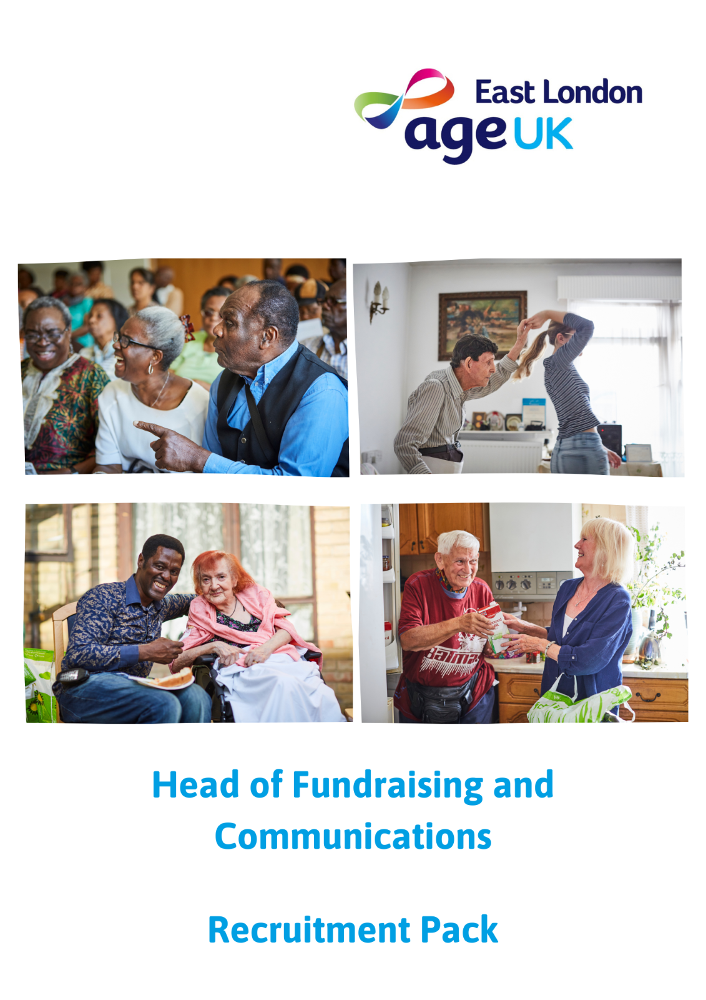 East London
age UK
Head of Fundraising and
Communications
Recruitment Pack